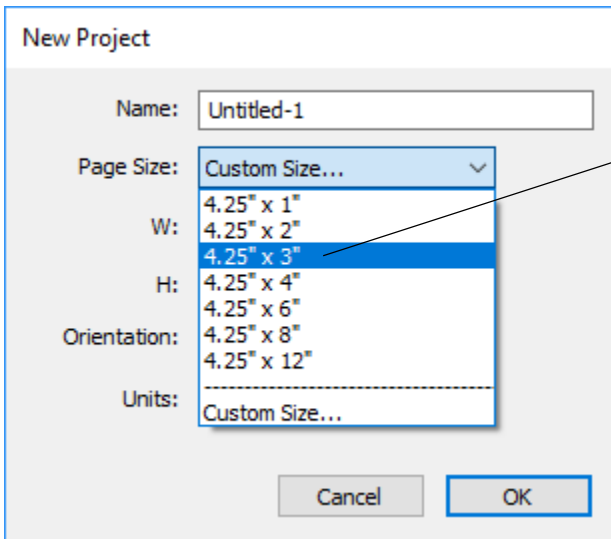 New Project
Name: Untitled-1
Page Size: Custom Size...
4.25" x 1"
W: 4.25" x 2"
4.25" x 3"
H: 4.25" x 4"
4.25" x 6"
Orientation: 4.25" x 8"
4.25" x 12"
Units:
Custom Size...
Cancel OK